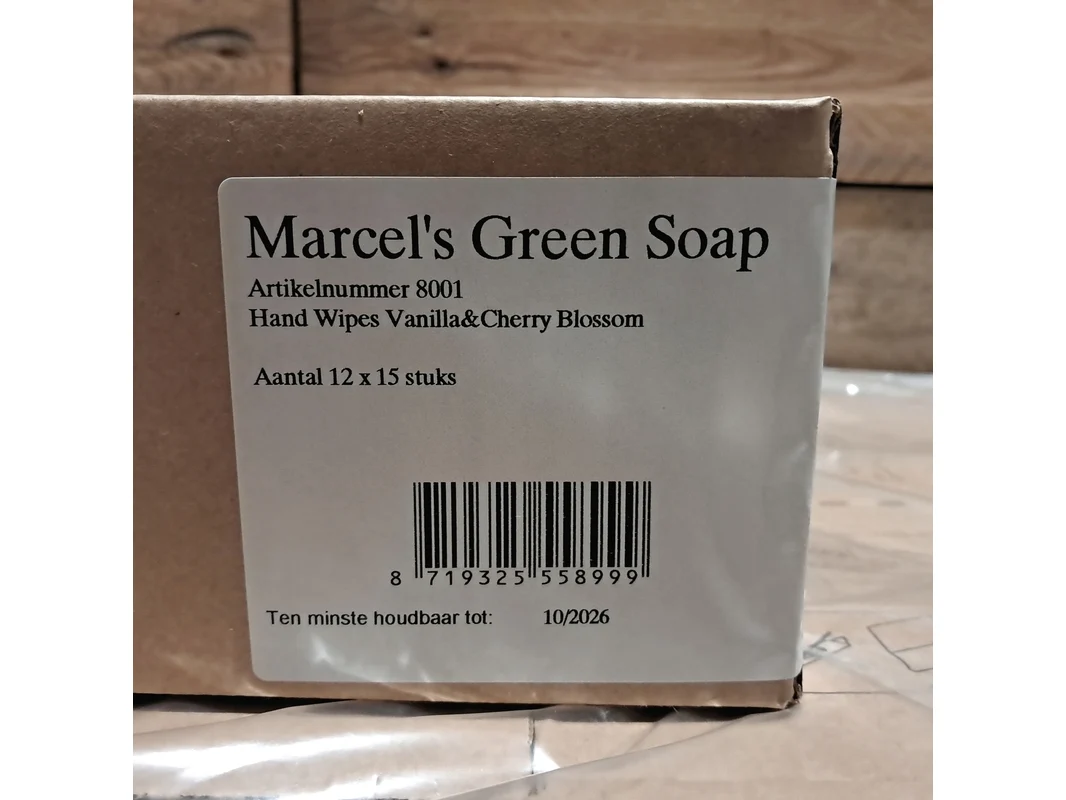 Marcel's Green Soap
Artikelnummer 8001
Hand Wipes Vanilla&Cherry Blossom
Aantal 12 x 15 stuks
8 719325 558999
Ten minste houdbaar tot: 10/2026